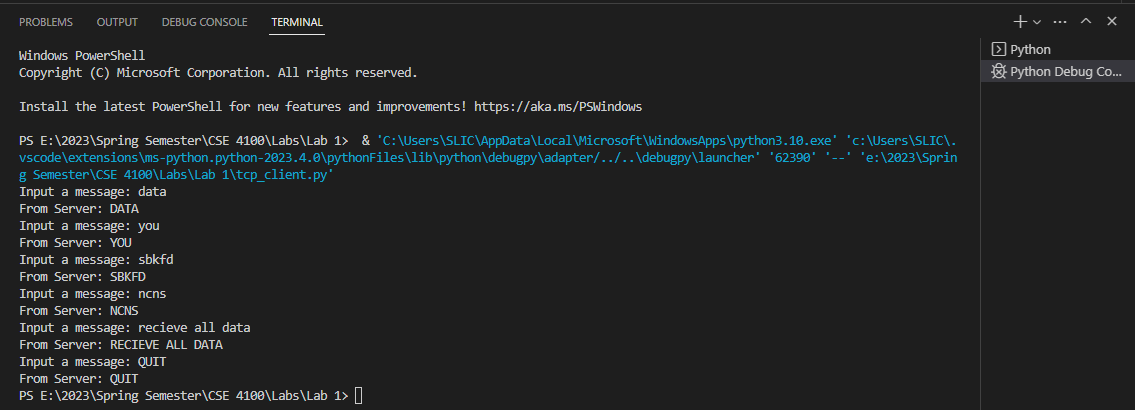 PROBLEMS OUTPUT DEBUG CONSOLE TERMINAL
Python
Python Debug Co...
Windows PowerShell
Copyright (C) Microsoft Corporation. All rights reserved.
Install the latest PowerShell for new features and improvements! https://aka.ms/PSWindows
PS E:\2023\Spring Semester\CSE 4100\Labs\Lab 1>  & 'C:\Users\SLIC\AppData\Local\Microsoft\WindowsApps\python3.10.exe' 'c:\Users\SLIC\.
vscode\extensions\ms-python.python-2023.4.0\pythonFiles\lib\python\debugpy\adapter/../..\debugpy\launcher' '62390' '--' 'e:\2023\Sprin
g Semester\CSE 4100\Labs\Lab 1\tcp_client.py'
Input a message: data
From Server: DATA
Input a message: you
From Server: YOU
Input a message: sbkfd
From Server: SBKFD
Input a message: ncns
From Server: NCNS
Input a message: recieve all data
From Server: RECIEVE ALL DATA
Input a message: QUIT
From Server: QUIT
PS E:\2023\Spring Semester\CSE 4100\Labs\Lab 1>